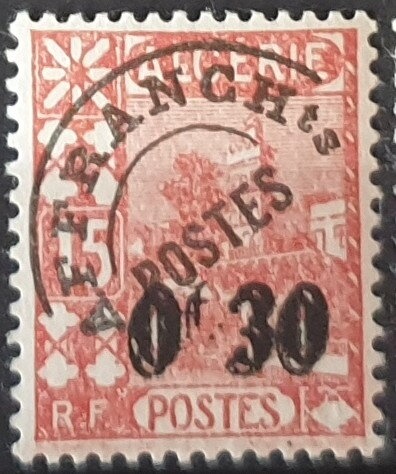 ALGERIE
AFFRANCHts
POSTES
15
0f 30
R.F. POSTES